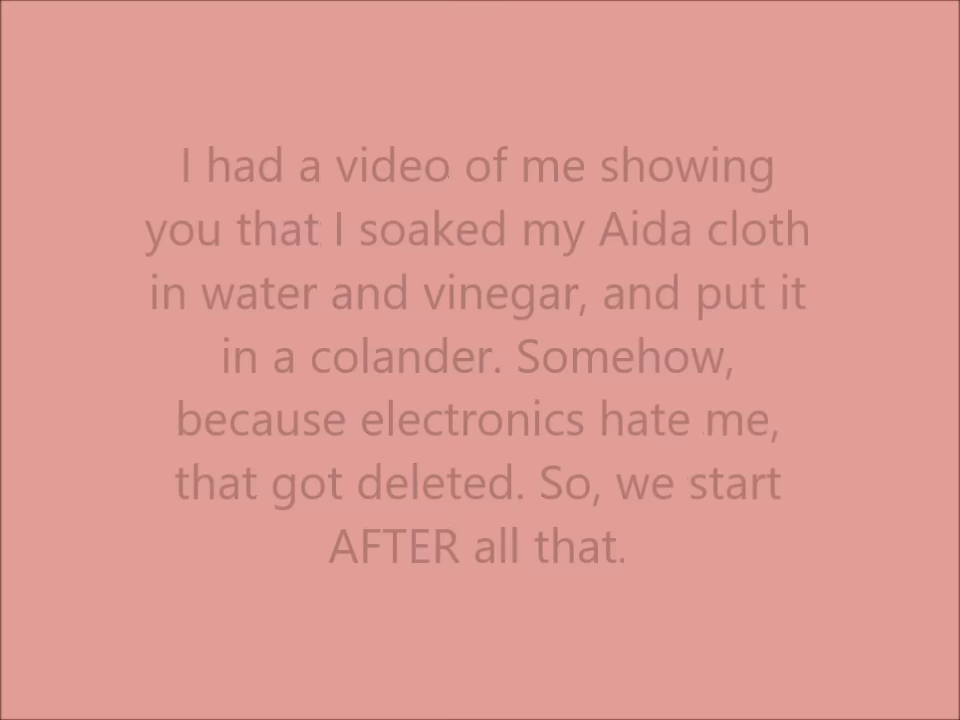 I had a video of me showing
you that I soaked my Aida cloth
in water and vinegar, and put it
in a colander. Somehow,
because electronics hate me,
that got deleted. So, we start
AFTER all that.